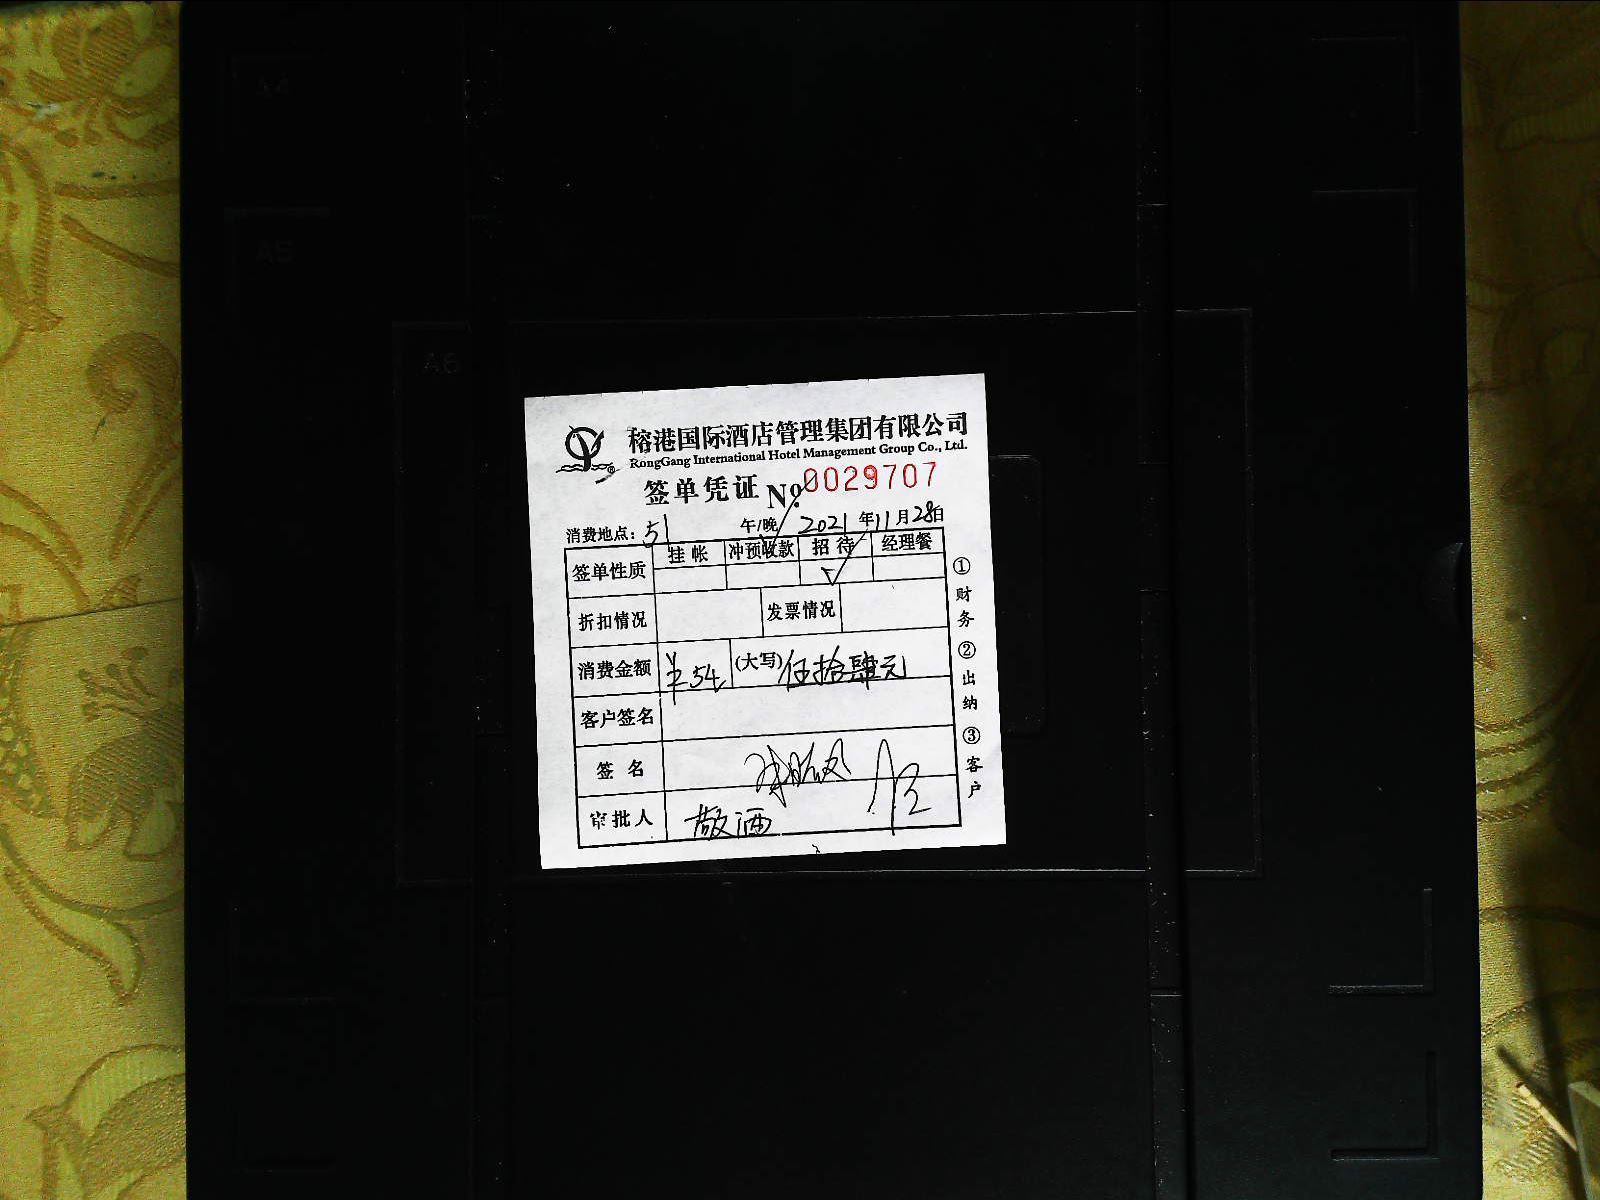 A4
A5
A6
榕港国际酒店管理集团有限公司
RongGang International Hotel Management Group Co., Ltd.
签单凭证 No. 0029707
消费地点: 51 午/晚 2021 年 11 月 28 日
签单性质 挂帐 冲预收款 招待 经理餐
折扣情况 发票情况
消费金额 ¥54 (大写) 伍拾肆元
客户签名
签 名
审批人 敬酒
①财务 ②出纳 ③客户